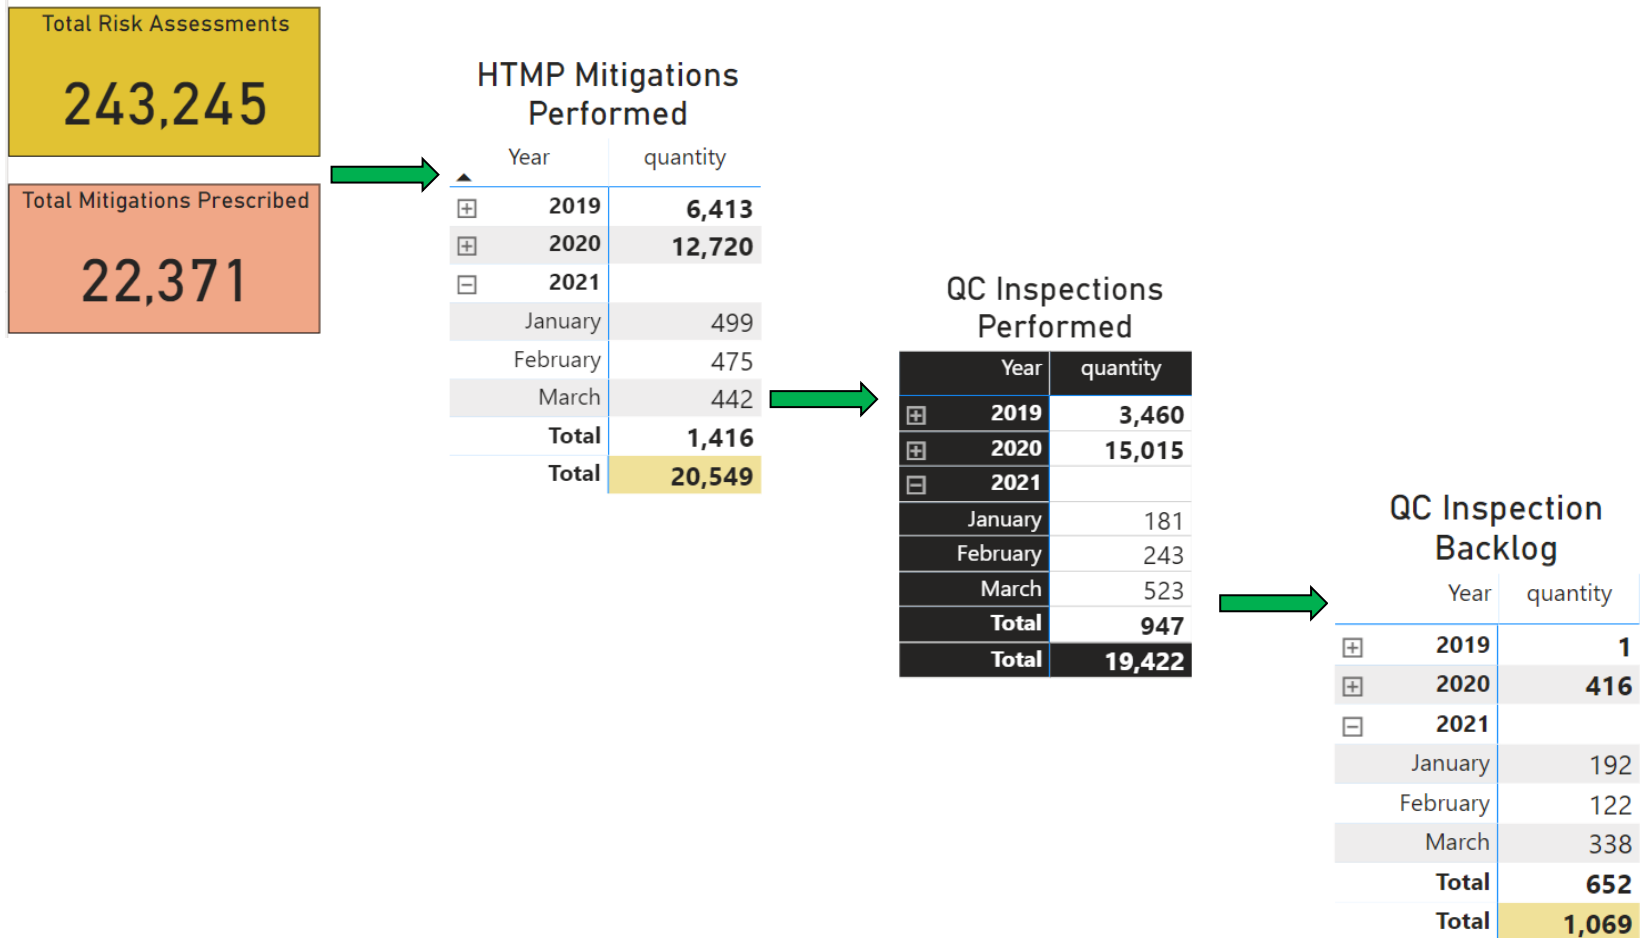 Total Risk Assessments
243,245
Total Mitigations Prescribed
22,371
HTMP Mitigations
Performed
Year quantity
2019 6,413
2020 12,720
2021
January 499
February 475
March 442
Total 1,416
Total 20,549
QC Inspections
Performed
Year quantity
2019 3,460
2020 15,015
2021
January 181
February 243
March 523
Total 947
Total 19,422
QC Inspection
Backlog
Year quantity
2019 1
2020 416
2021
January 192
February 122
March 338
Total 652
Total 1,069